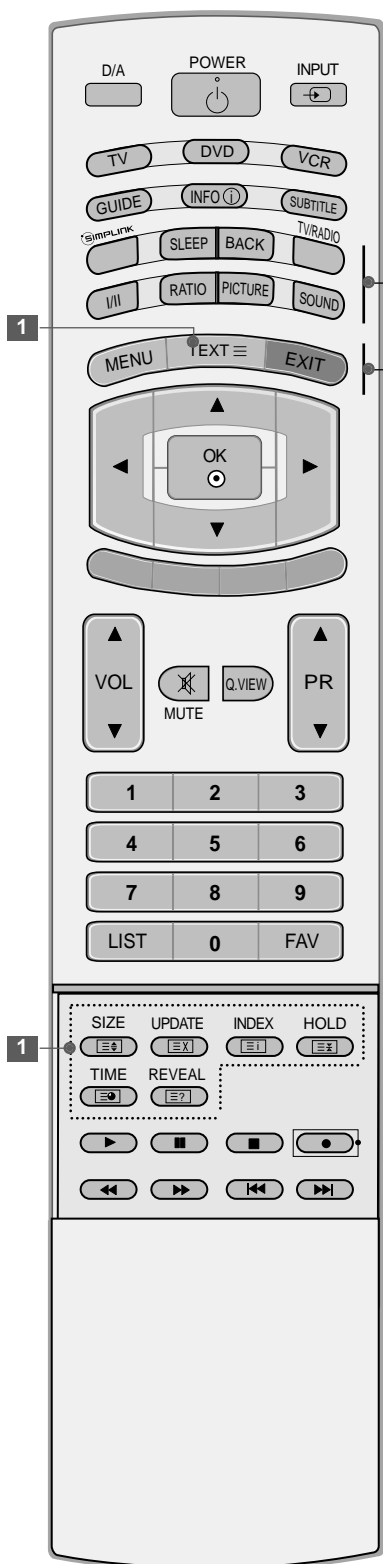 D/A POWER INPUT
TV DVD VCR
GUIDE INFO i SUBTITLE
SIMPLINK SLEEP BACK TV/RADIO
I/II RATIO PICTURE SOUND
1
MENU TEXT EXIT
OK
VOL Q.VIEW PR
MUTE
1 2 3
4 5 6
7 8 9
LIST 0 FAV
SIZE UPDATE INDEX HOLD
1
TIME REVEAL